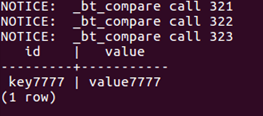 NOTICE:  _bt_compare call 321
NOTICE:  _bt_compare call 322
NOTICE:  _bt_compare call 323
   id    |   value
---------+-----------
 key7777 | value7777
(1 row)